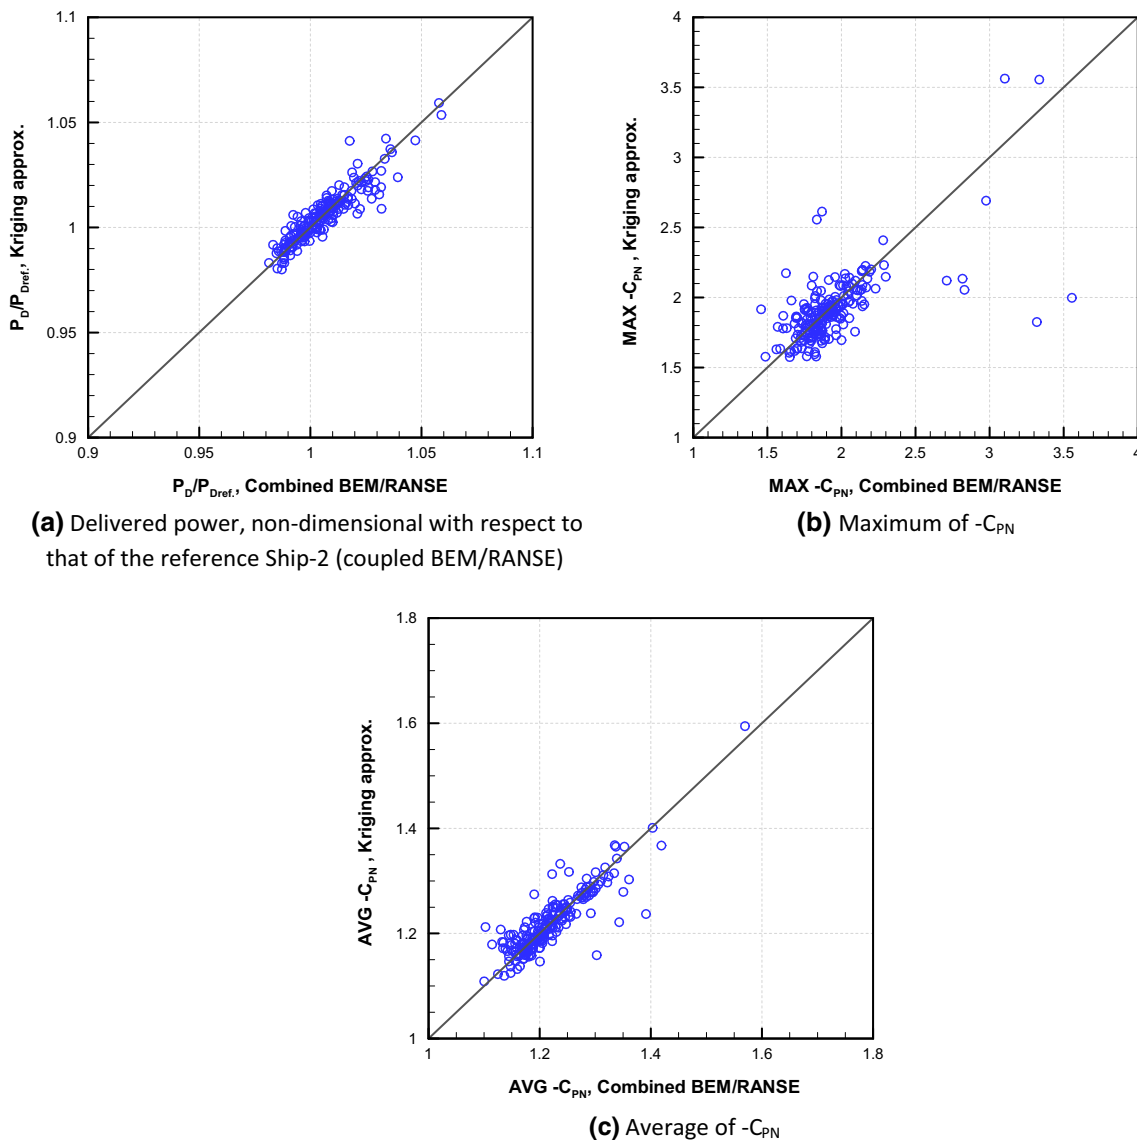 1.1
1.05
1
0.95
0.9
P_D/P_Dref., Kriging approx.
0.9 0.95 1 1.05 1.1
P_D/P_Dref., Combined BEM/RANSE
(a) Delivered power, non-dimensional with respect to
that of the reference Ship-2 (coupled BEM/RANSE)
4
3.5
3
2.5
2
1.5
1
MAX -C_PN , Kriging approx.
1 1.5 2 2.5 3 3.5 4
MAX -C_PN, Combined BEM/RANSE
(b) Maximum of -C_PN
1.8
1.6
1.4
1.2
1
AVG -C_PN , Kriging approx.
1 1.2 1.4 1.6 1.8
AVG -C_PN, Combined BEM/RANSE
(c) Average of -C_PN